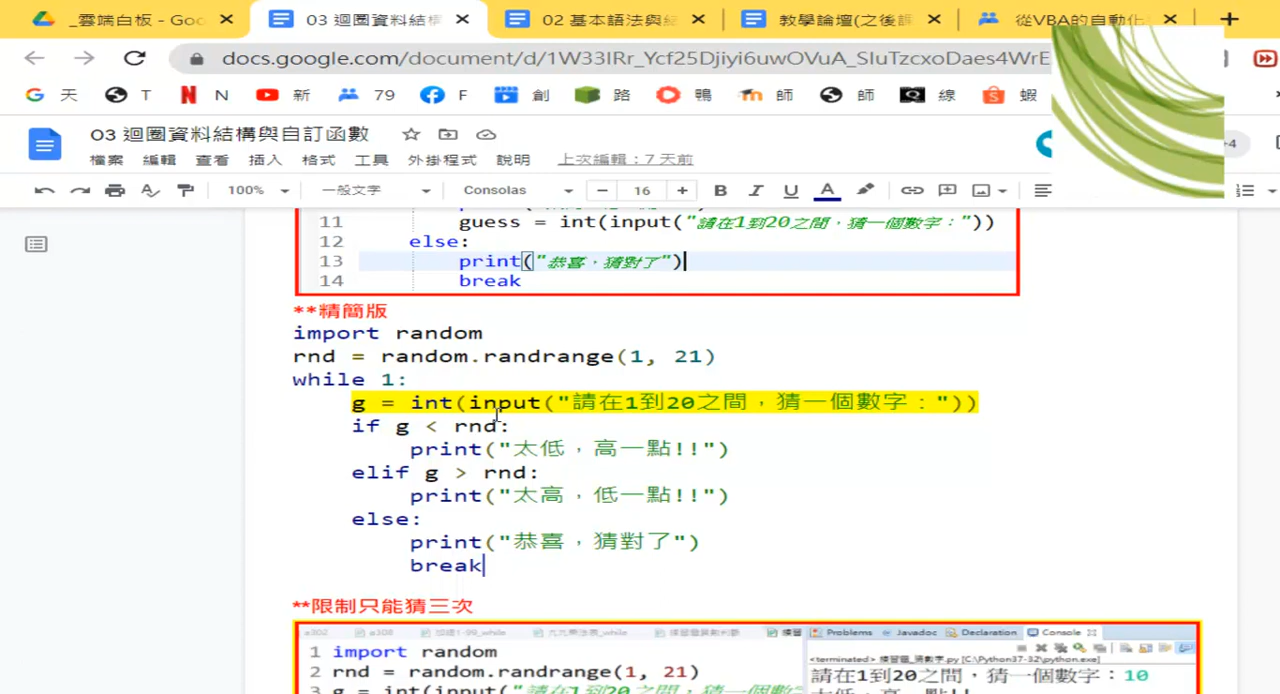 _雲端白板 - Goo
03 迴圈資料結構
02 基本語法與結
教學論壇(之後課
從VBA的自動化
docs.google.com/document/d/1W33IRr_Ycf25Djiyi6uwOVuA_SIuTzcxoDaes4WrE
天 T N 新 79 F 創 路 鴨 師 師 線 蝦
03 迴圈資料結構與自訂函數
檔案 編輯 查看 插入 格式 工具 外掛程式 說明 上次編輯：7 天前
100% 一般文字 Consolas 16 B I U A
11 guess = int(input("請在1到20之間，猜一個數字："))
12 else:
13 print("恭喜，猜對了")
14 break
**精簡版
import random
rnd = random.randrange(1, 21)
while 1:
g = int(input("請在1到20之間，猜一個數字："))
if g < rnd:
print("太低，高一點!!")
elif g > rnd:
print("太高，低一點!!")
else:
print("恭喜，猜對了")
break
**限制只能猜三次
Problems Javadoc Declaration Console
1 import random
2 rnd = random.randrange(1, 21)
請在1到20之間，猜一個數字：10